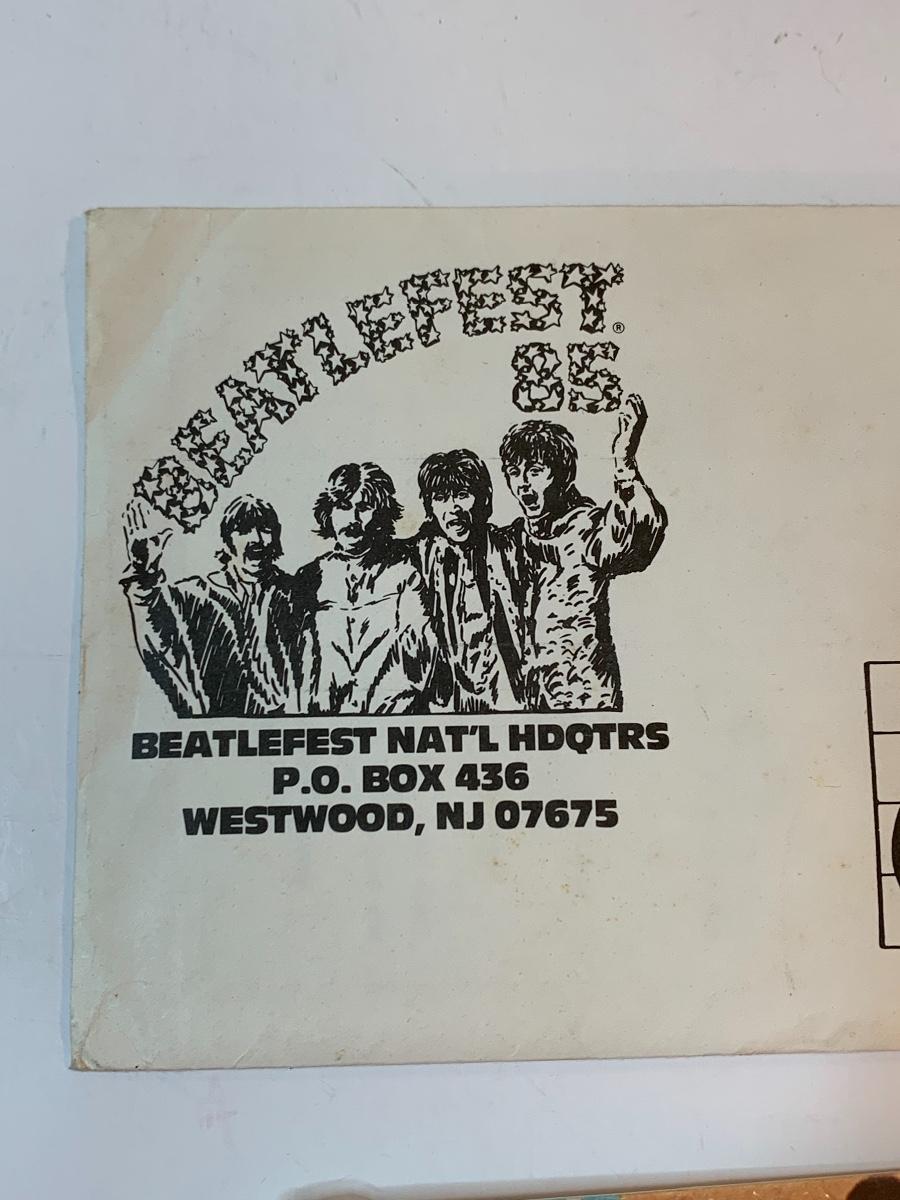 BEATLEFEST®
85
BEATLEFEST NAT'L HDQTRS
P.O. BOX 436
WESTWOOD, NJ 07675